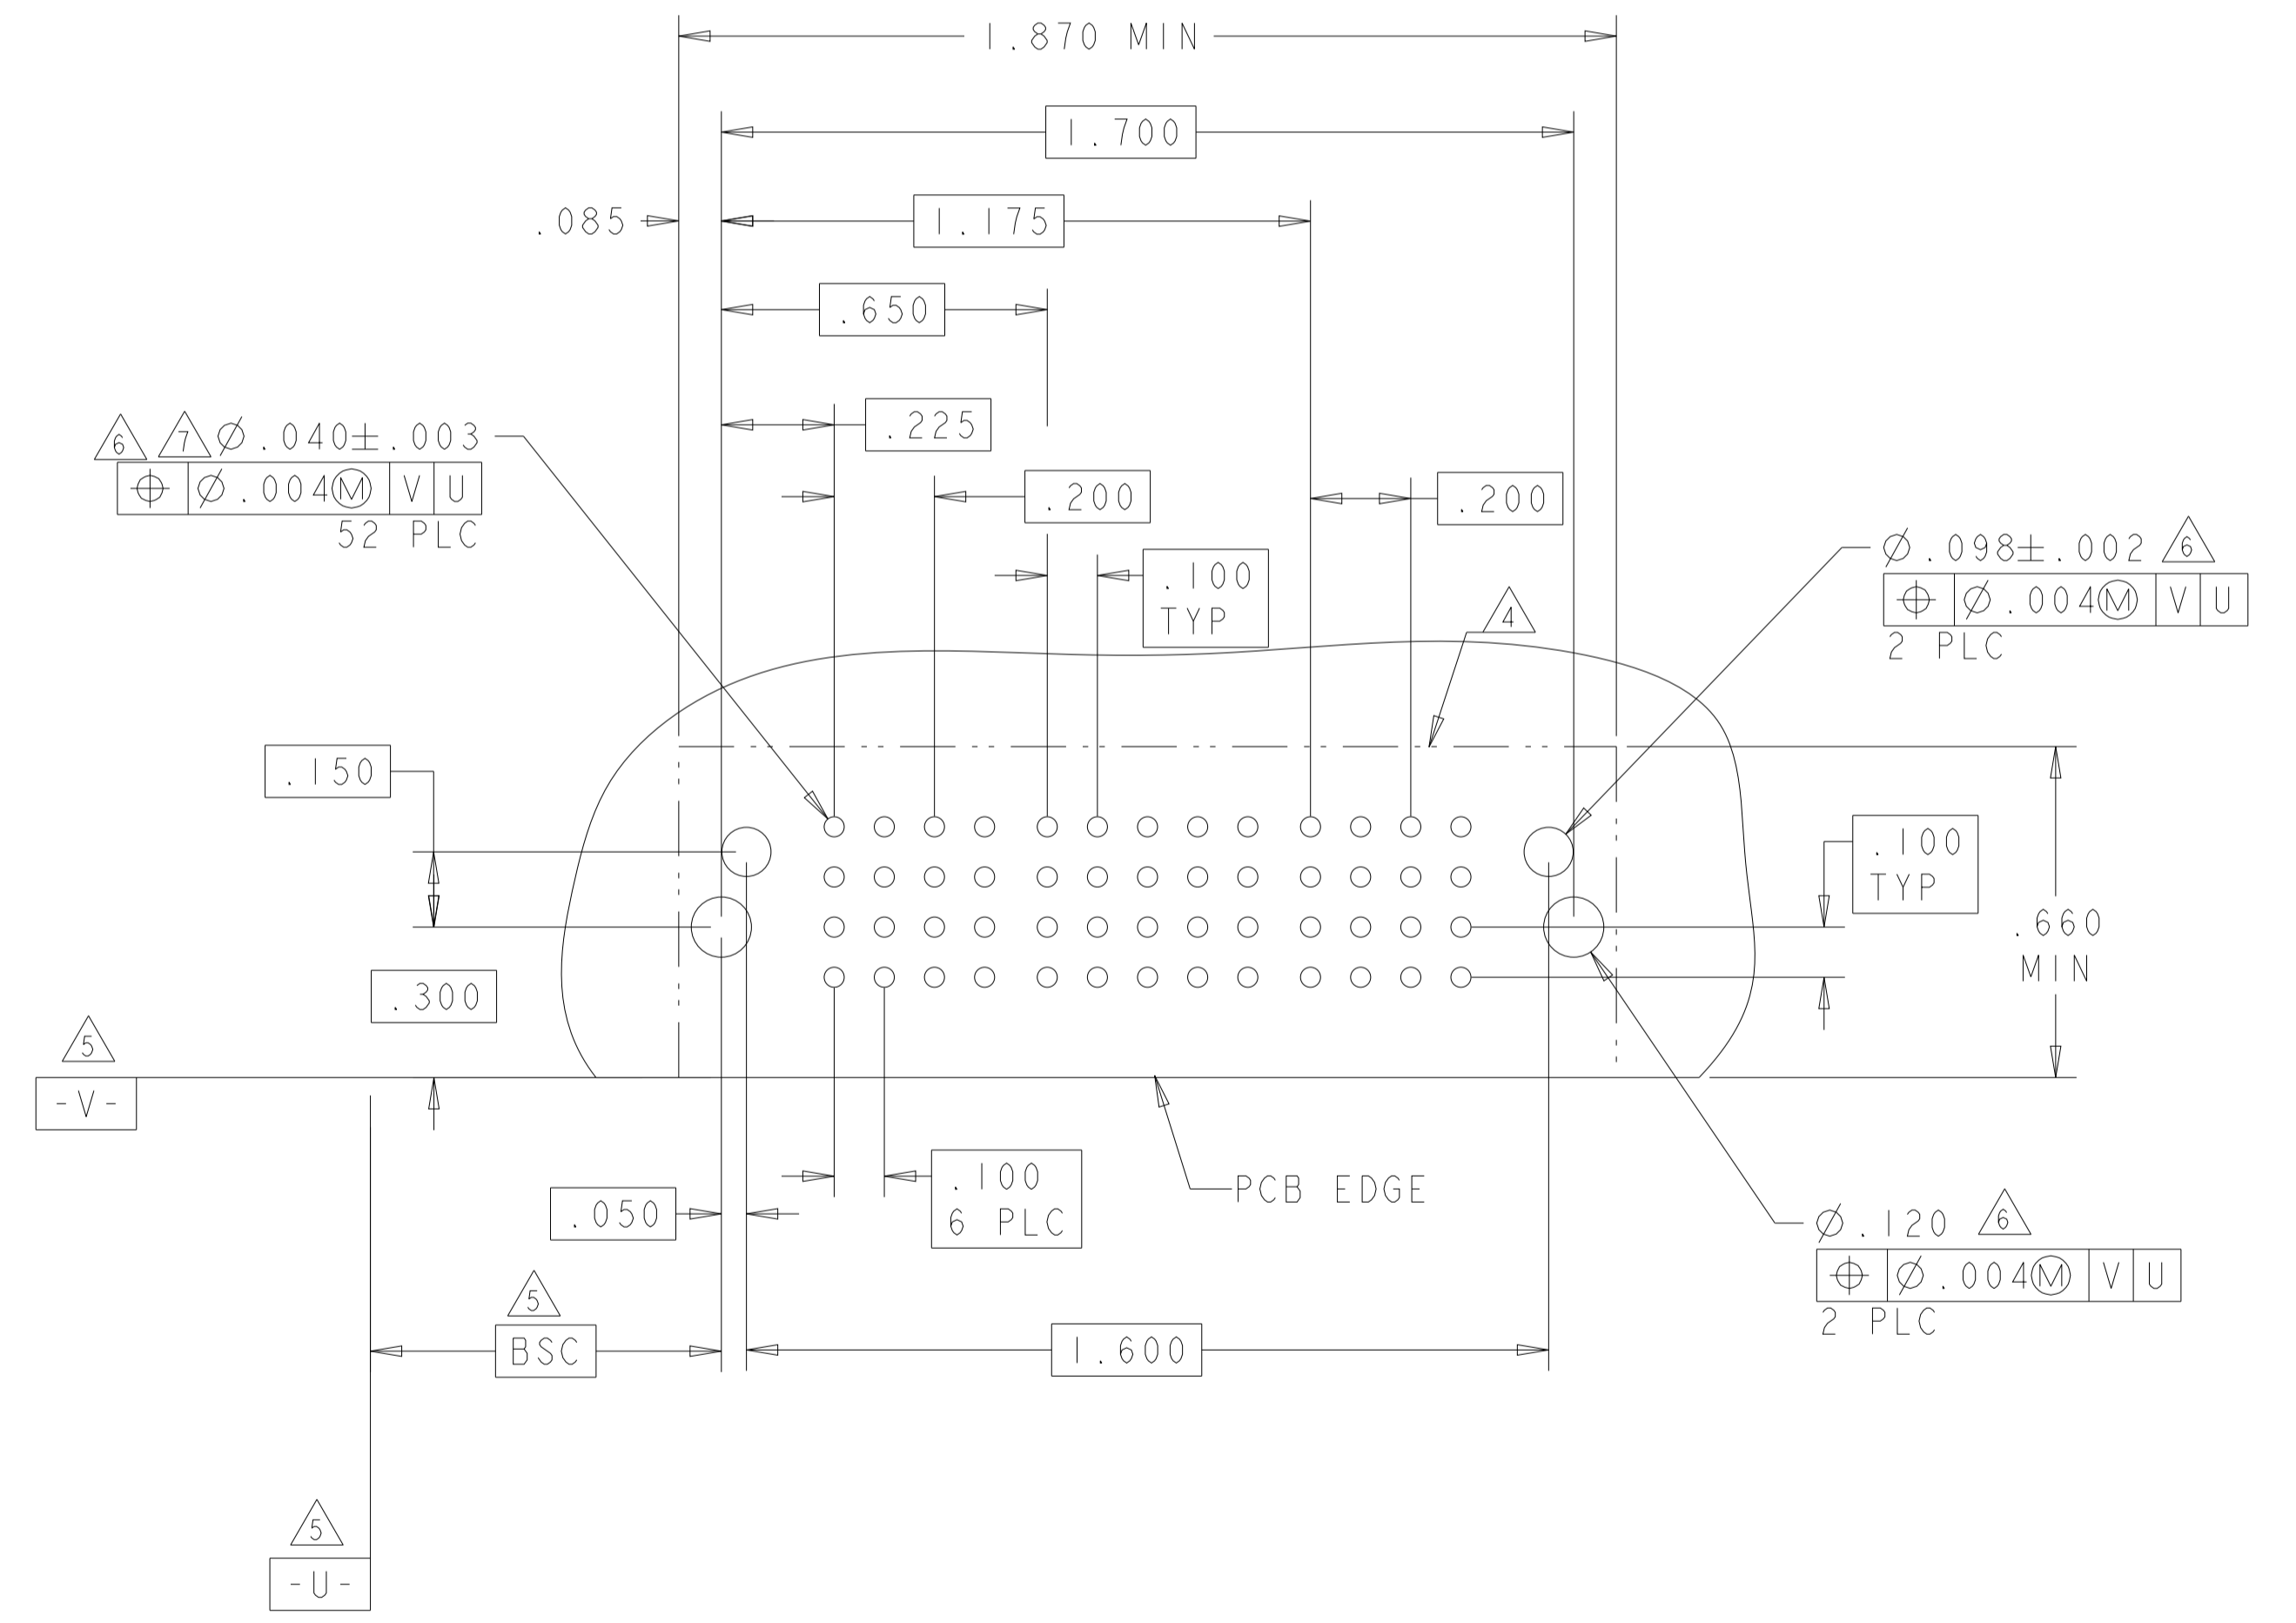 1.870 MIN
1.700
.085
1.175
.650
.225
6 7 Ø.040±.003
⌖ Ø.004Ⓜ V U
52 PLC
.200
.200
.100
TYP
Ø.098±.002 6
⌖ Ø.004Ⓜ V U
2 PLC
4
.150
.100
TYP
.660
MIN
.300
5
-V-
.100
6 PLC
PCB EDGE
.050
Ø.120 6
⌖ Ø.004Ⓜ V U
2 PLC
5
BSC
1.600
5
-U-